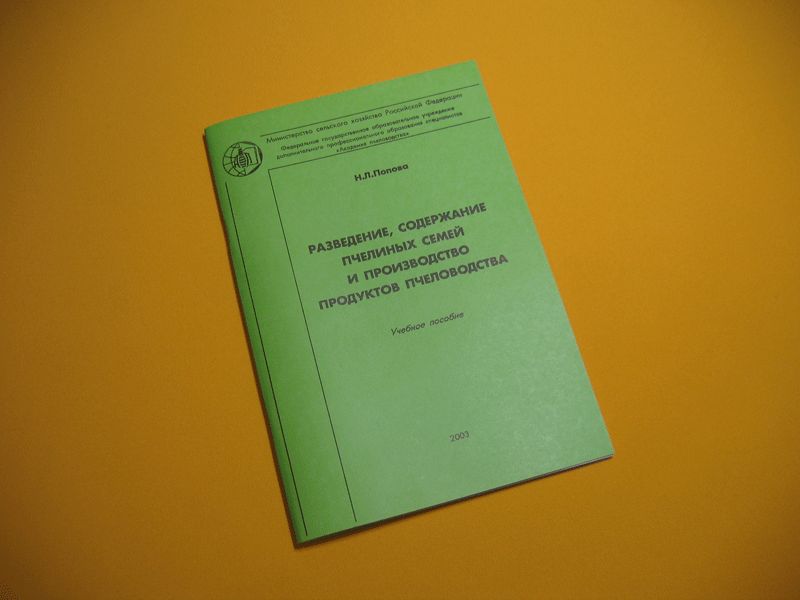 Министерство сельского хозяйства Российской Федерации
Федеральное государственное образовательное учреждение
дополнительного профессионального образования специалистов
«Академия пчеловодства»
Н.Л.Попова
РАЗВЕДЕНИЕ, СОДЕРЖАНИЕ
ПЧЕЛИНЫХ СЕМЕЙ
И ПРОИЗВОДСТВО
ПРОДУКТОВ ПЧЕЛОВОДСТВА
Учебное пособие
2003